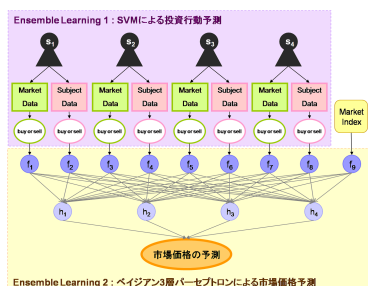 Ensemble Learning 1 : SVMによる投資行動予測
S1 S2 S3 S4
Market Data Subject Data Market Data Subject Data Market Data Subject Data Market Data Subject Data
Market Index
buy or sell buy or sell buy or sell buy or sell buy or sell buy or sell buy or sell buy or sell
f1 f2 f3 f4 f5 f6 f7 f8 f9
h1 h2 h3 h4
市場価格の予測
Ensemble Learning 2 : ベイジアン3層パーセプトロンによる市場価格予測